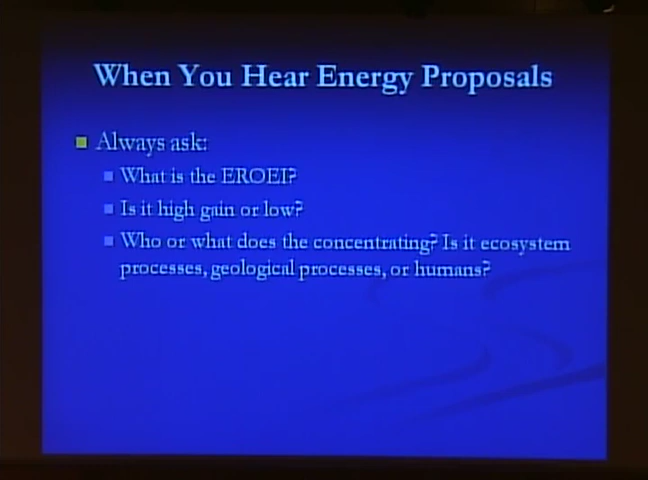 When You Hear Energy Proposals
Always ask:
What is the EROEI?
Is it high gain or low?
Who or what does the concentrating? Is it ecosystem
processes, geological processes, or humans?